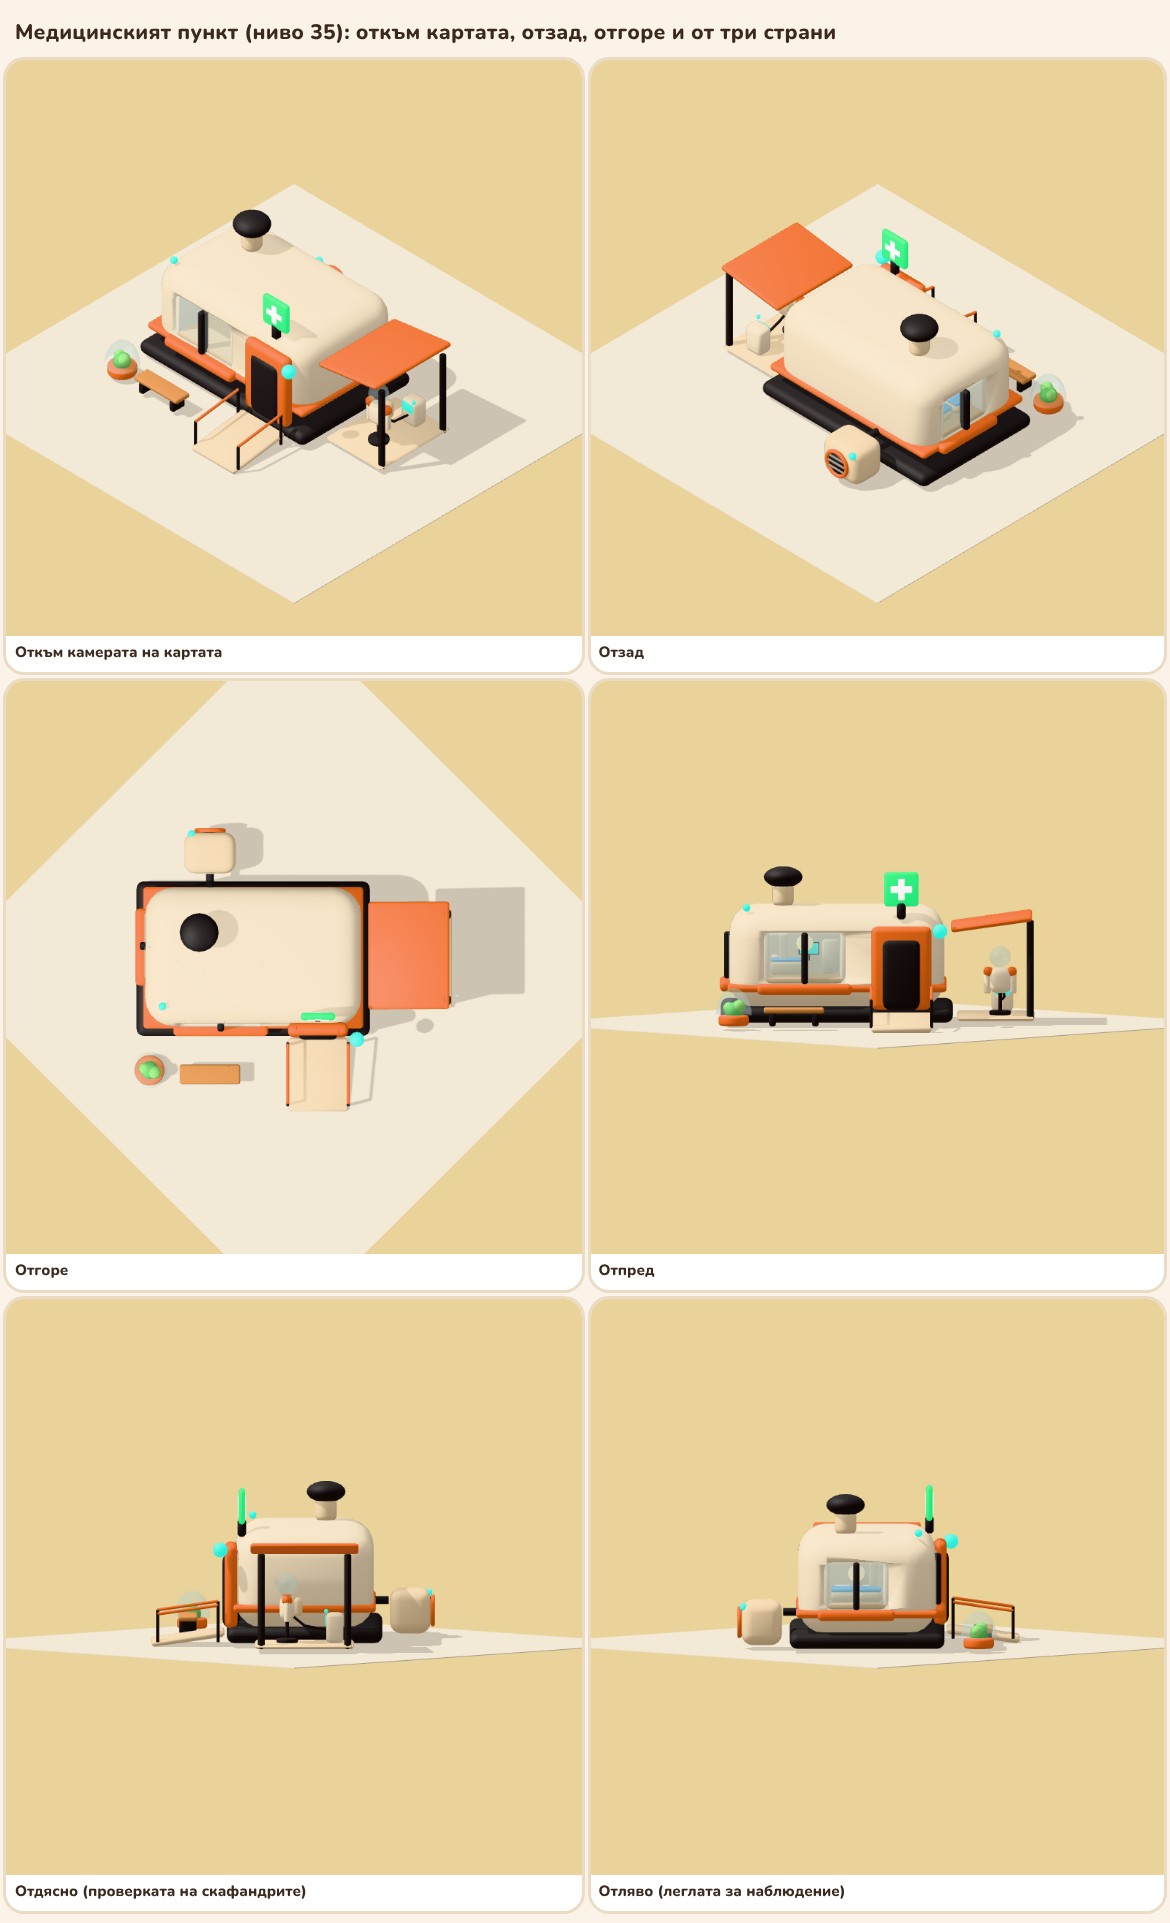 Медицинският пункт (ниво 35): откъм картата, отзад, отгоре и от три страни
Откъм камерата на картата
Отзад
Отгоре
Отпред
Отдясно (проверката на скафандрите)
Отляво (леглата за наблюдение)